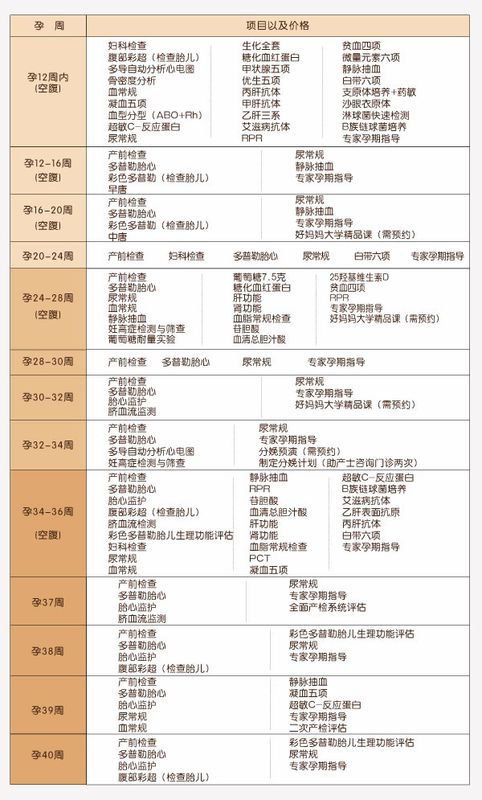 孕 周
项目以及价格
孕12周内
(空腹)
妇科检查
腹部彩超（检查胎儿）
多导自动分析心电图
骨密度分析
血常规
凝血五项
血型分型（ABO+Rh）
超敏C-反应蛋白
尿常规
生化全套
糖化血红蛋白
甲状腺五项
优生五项
丙肝抗体
甲肝抗体
乙肝三系
艾滋病抗体
RPR
贫血四项
微量元素六项
静脉抽血
白带六项
支原体培养+药敏
沙眼衣原体
淋球菌快速检测
B族链球菌培养
专家孕期指导
孕12-16周
(空腹)
产前检查
多普勒胎心
彩色多普勒（检查胎儿）
早唐
尿常规
静脉抽血
专家孕期指导
孕16-20周
(空腹)
产前检查
多普勒胎心
彩色多普勒（检查胎儿）
中唐
尿常规
静脉抽血
专家孕期指导
好妈妈大学精品课（需预约）
孕20-24周
产前检查 妇科检查 多普勒胎心 尿常规 白带六项 专家孕期指导
孕24-28周
(空腹)
产前检查
多普勒胎心
尿常规
血常规
静脉抽血
妊高症检测与筛查
葡萄糖耐量实验
葡萄糖7.5克
糖化血红蛋白
肝功能
肾功能
血脂常规检查
苷胆酸
血清总胆汁酸
25羟基维生素D
贫血四项
RPR
专家孕期指导
好妈妈大学精品课（需预约）
孕28-30周
产前检查 多普勒胎心 尿常规 专家孕期指导
孕30-32周
产前检查
多普勒胎心
胎心监护
脐血流监测
尿常规
专家孕期指导
好妈妈大学精品课（需预约）
孕32-34周
产前检查
多普勒胎心
多导自动分析心电图
妊高症检测与筛查
尿常规
专家孕期指导
分娩预演（需预约）
制定分娩计划（助产士咨询门诊两次）
孕34-36周
(空腹)
产前检查
多普勒胎心
胎心监护
腹部彩超（检查胎儿）
脐血流检测
彩色多普勒胎儿生理功能评估
妇科检查
尿常规
血常规
静脉抽血
RPR
苷胆酸
血清总胆汁酸
肝功能
肾功能
血脂常规检查
PCT
凝血五项
超敏C-反应蛋白
B族链球菌培养
艾滋病抗体
乙肝表面抗原
丙肝抗体
白带六项
专家孕期指导
孕37周
产前检查
多普勒胎心
胎心监护
脐血流监测
尿常规
专家孕期指导
全面产检系统评估
孕38周
产前检查
多普勒胎心
胎心监护
腹部彩超（检查胎儿）
彩色多普勒胎儿生理功能评估
尿常规
专家孕期指导
孕39周
产前检查
多普勒胎心
胎心监护
尿常规
血常规
静脉抽血
凝血五项
超敏C-反应蛋白
专家孕期指导
二次产检评估
孕40周
产前检查
多普勒胎心
胎心监护
腹部彩超（检查胎儿）
彩色多普勒胎儿生理功能评估
尿常规
专家孕期指导